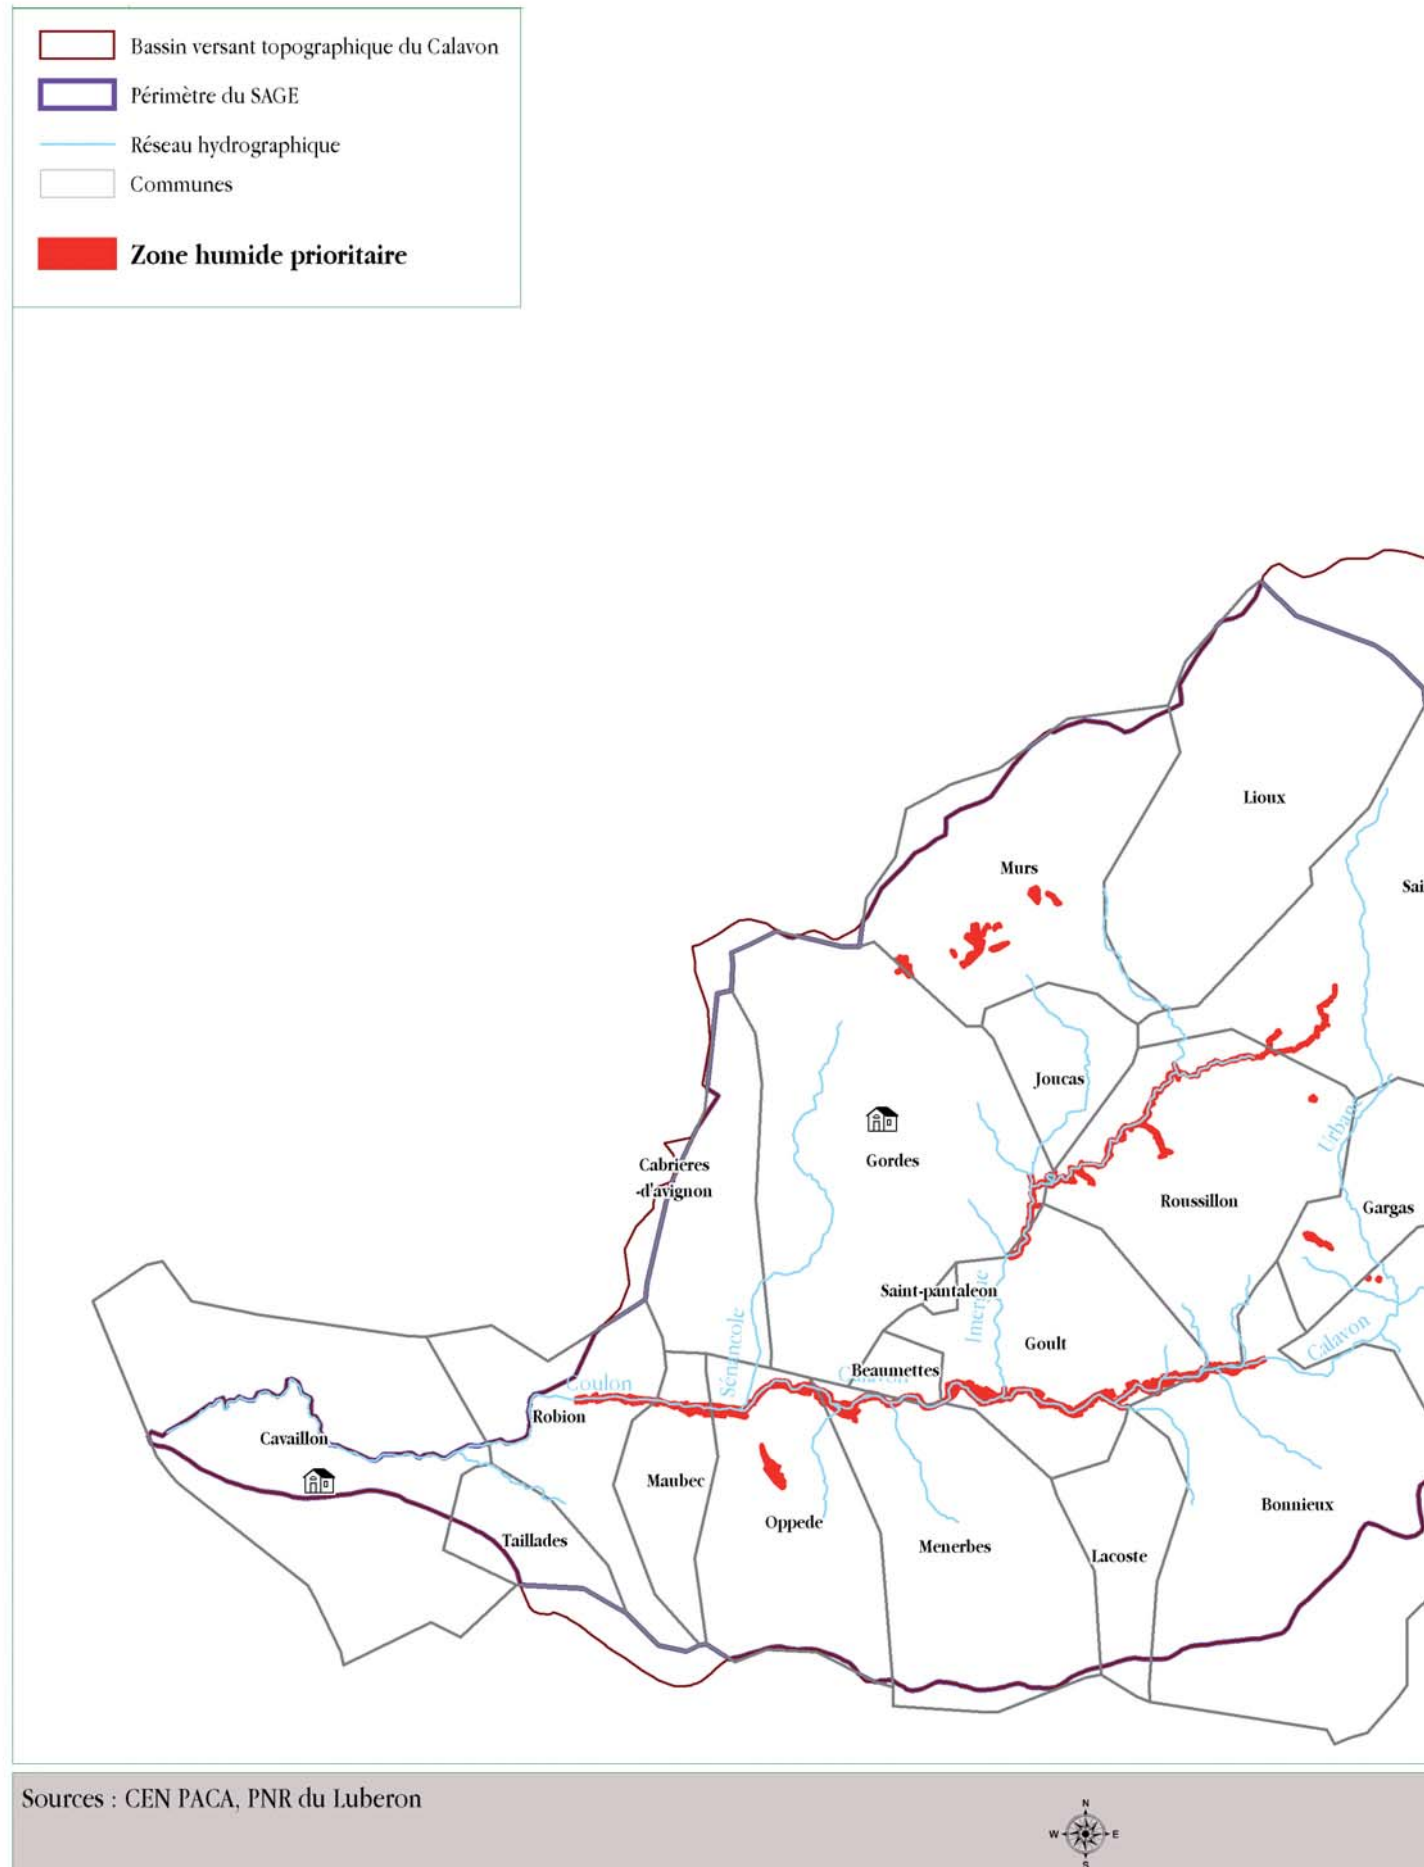 Bassin versant topographique du Calavon
Périmètre du SAGE
Réseau hydrographique
Communes
Zone humide prioritaire
Lioux
Murs
Sai
Joucas
Urbane
Gordes
Cabrieres
-d'avignon
Roussillon
Gargas
Saint-pantaleon
Imergue
Sénancole
Goult
Calavon
Beaumettes
Coulon
Robion
Cavaillon
Maubec
Oppede
Bonnieux
Taillades
Menerbes
Lacoste
Sources : CEN PACA, PNR du Luberon
N
W E
S